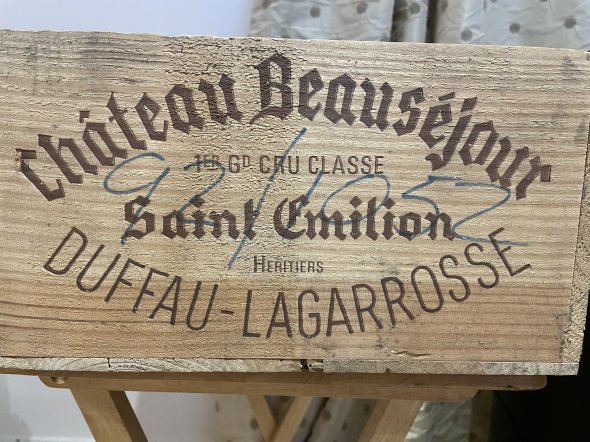 Château Beauséjour
1ER GD CRU CLASSE
Saint Emilion
HERITIERS
DUFFAU-LAGARROSSE